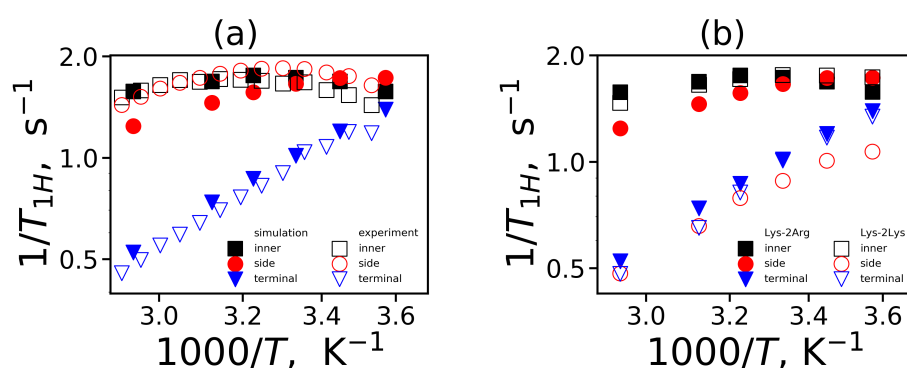 (a)
2.0
1.0
0.5
1/T1H, s−1
simulation experiment
inner inner
side side
terminal terminal
3.0 3.2 3.4 3.6
1000/T, K−1
(b)
2.0
1.0
0.5
1/T1H, s−1
Lys-2Arg Lys-2Lys
inner inner
side side
terminal terminal
3.0 3.2 3.4 3.6
1000/T, K−1